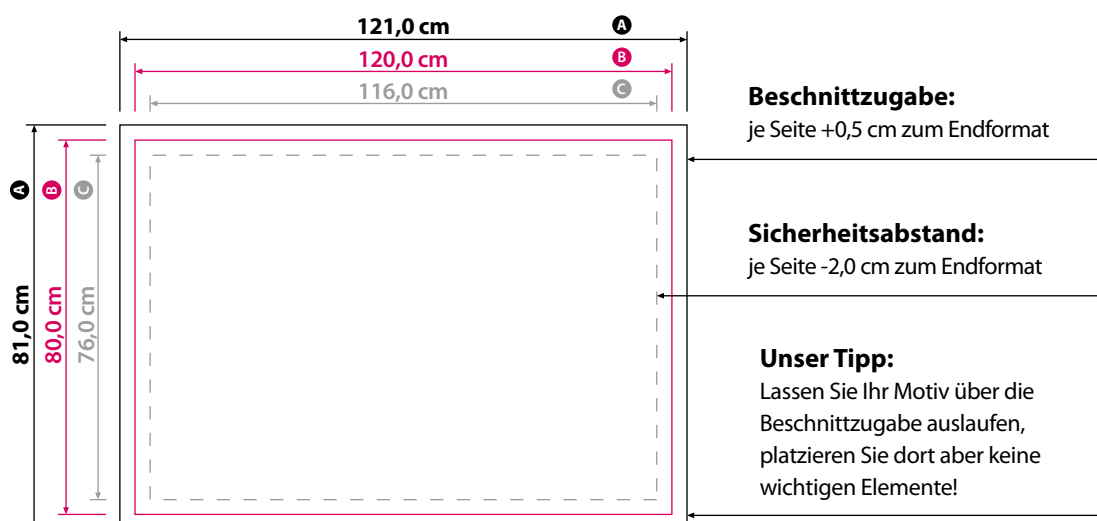 121,0 cm A
120,0 cm B
116,0 cm C
A
81,0 cm
B
80,0 cm
C
76,0 cm
Beschnittzugabe:
je Seite +0,5 cm zum Endformat
Sicherheitsabstand:
je Seite -2,0 cm zum Endformat
Unser Tipp:
Lassen Sie Ihr Motiv über die
Beschnittzugabe auslaufen,
platzieren Sie dort aber keine
wichtigen Elemente!